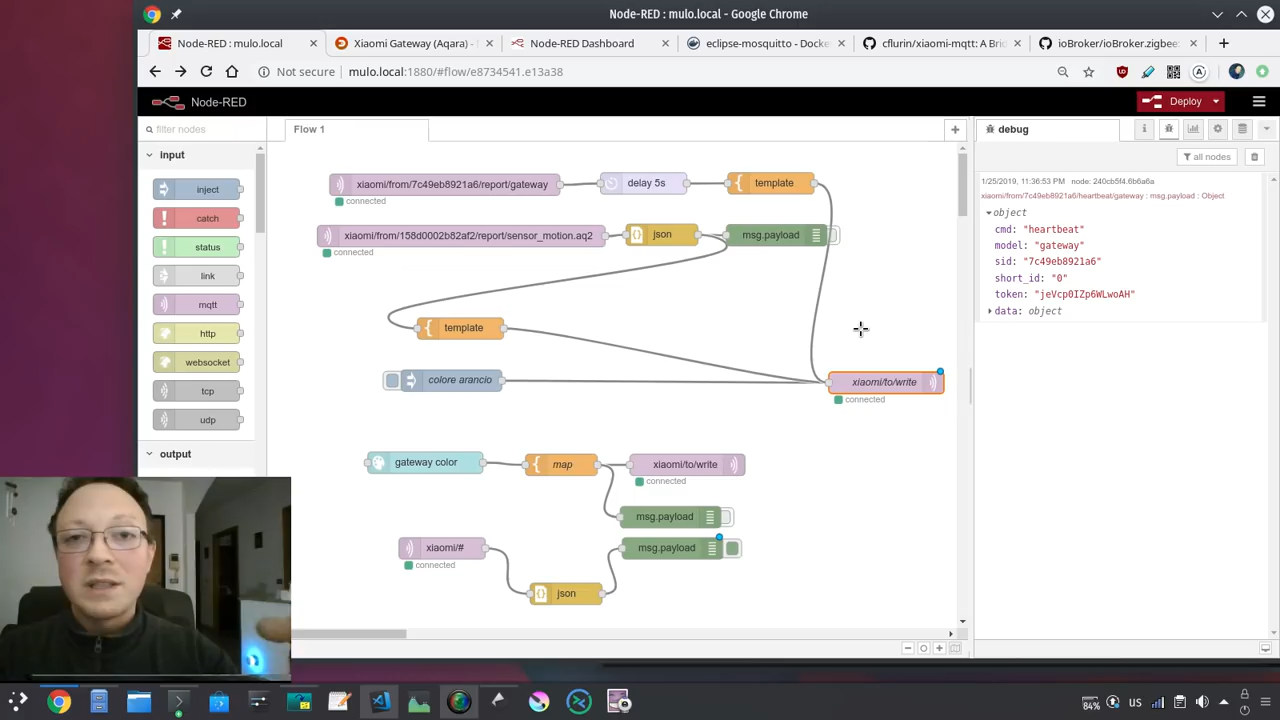 Node-RED : mulo.local - Google Chrome
Node-RED : mulo.local
Xiaomi Gateway (Aqara) -
Node-RED Dashboard
eclipse-mosquitto - Docke
cflurin/xiaomi-mqtt: A Bri
ioBroker/ioBroker.zigbee:
Not secure
mulo.local:1880/#flow/e8734541.e13a38
Node-RED
Deploy
filter nodes
Flow 1
debug
all nodes
input
inject
catch
status
link
mqtt
http
websocket
tcp
udp
output
xiaomi/from/7c49eb8921a6/report/gateway
connected
delay 5s
template
xiaomi/from/158d0002b82af2/report/sensor_motion.aq2
connected
json
msg.payload
template
colore arancio
xiaomi/to/write
connected
gateway color
map
xiaomi/to/write
connected
msg.payload
xiaomi/#
connected
msg.payload
json
1/25/2019, 11:36:53 PM node: 240cb5f4.6b6a6a
xiaomi/from/7c49eb8921a6/heartbeat/gateway : msg.payload : Object
object
cmd: "heartbeat"
model: "gateway"
sid: "7c49eb8921a6"
short_id: "0"
token: "jeVcp0IZp6WLwoAH"
data: object
84%